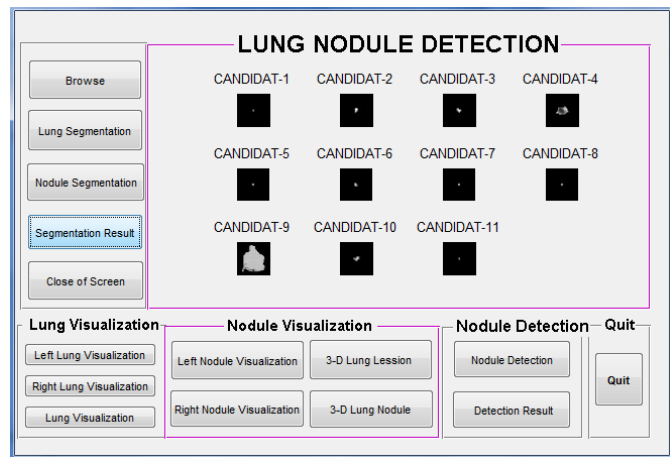 LUNG NODULE DETECTION
Browse
Lung Segmentation
Nodule Segmentation
Segmentation Result
Close of Screen
CANDIDAT-1 CANDIDAT-2 CANDIDAT-3 CANDIDAT-4
CANDIDAT-5 CANDIDAT-6 CANDIDAT-7 CANDIDAT-8
CANDIDAT-9 CANDIDAT-10 CANDIDAT-11
Lung Visualization
Left Lung Visualization
Right Lung Visualization
Lung Visualization
Nodule Visualization
Left Nodule Visualization 3-D Lung Lession
Right Nodule Visualization 3-D Lung Nodule
Nodule Detection
Nodule Detection
Detection Result
Quit
Quit